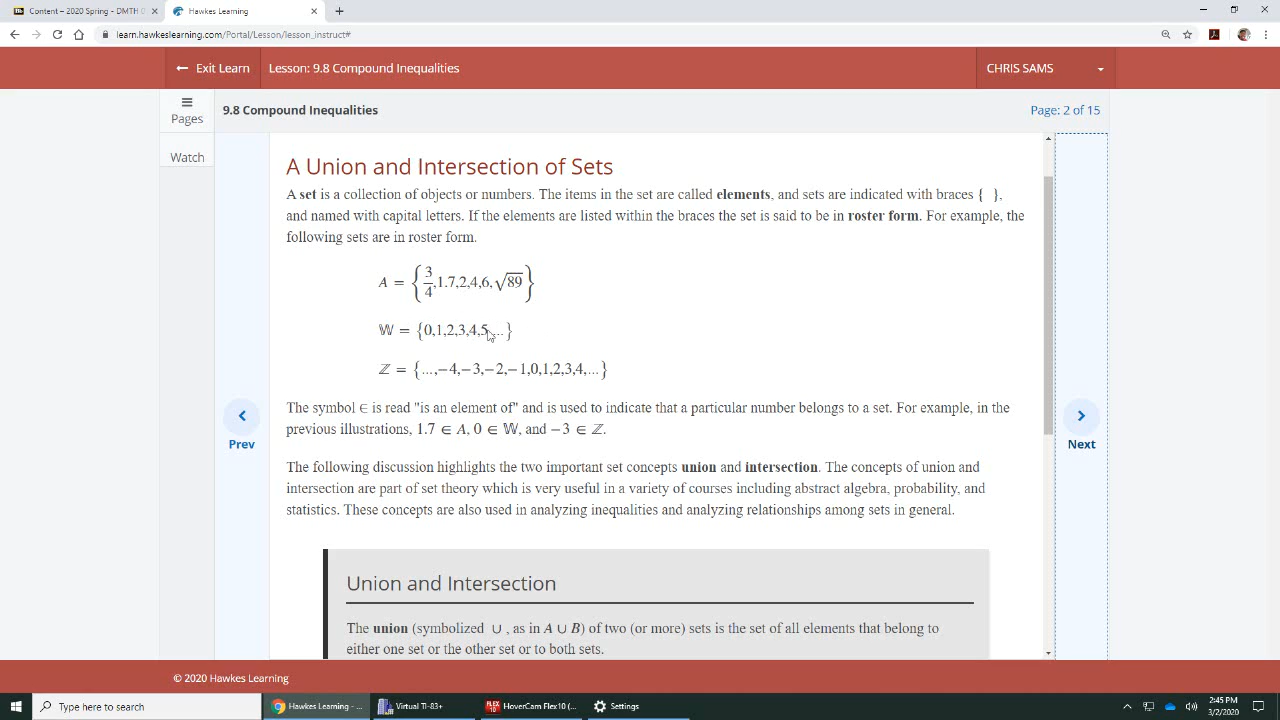 Content – 2020 Spring - DMTH 0
Hawkes Learning
learn.hawkeslearning.com/Portal/Lesson/lesson_instruct#
← Exit Learn
Lesson: 9.8 Compound Inequalities
CHRIS SAMS
Pages
9.8 Compound Inequalities
Page: 2 of 15
Watch
A Union and Intersection of Sets
A set is a collection of objects or numbers. The items in the set are called elements, and sets are indicated with braces { },
and named with capital letters. If the elements are listed within the braces the set is said to be in roster form. For example, the
following sets are in roster form.
A = {3/4,1.7,2,4,6,√89}
𝕎 = {0,1,2,3,4,5,...}
ℤ = {...,−4,−3,−2,−1,0,1,2,3,4,...}
The symbol ∈ is read "is an element of" and is used to indicate that a particular number belongs to a set. For example, in the
previous illustrations, 1.7 ∈ A, 0 ∈ 𝕎, and −3 ∈ ℤ.
Prev
Next
The following discussion highlights the two important set concepts union and intersection. The concepts of union and
intersection are part of set theory which is very useful in a variety of courses including abstract algebra, probability, and
statistics. These concepts are also used in analyzing inequalities and analyzing relationships among sets in general.
Union and Intersection
The union (symbolized ∪ , as in A ∪ B) of two (or more) sets is the set of all elements that belong to
either one set or the other set or to both sets.
© 2020 Hawkes Learning
Type here to search
Hawkes Learning - ...
Virtual TI-83+
HoverCam Flex10 (...
Settings
2:45 PM
3/2/2020